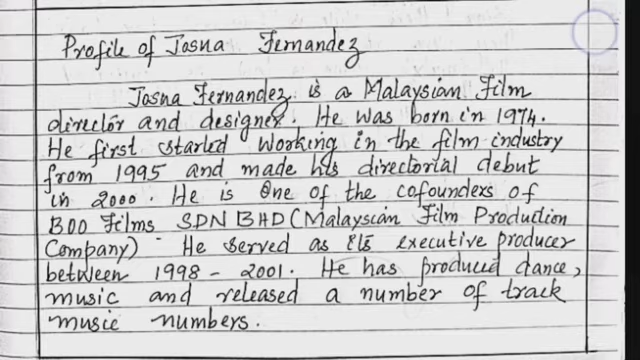 Profile of Josna Fernandez
Josna Fernandez is a Malaysian Film
director and designer. He was born in 1974.
He first started working in the film industry
from 1995 and made his directorial debut
in 2000. He is one of the cofounders of
BOO Films SDN BHD (Malaysian Film Production
Company) He served as its executive producer
between 1998 - 2001. He has produced dance,
music and released a number of track
music numbers.